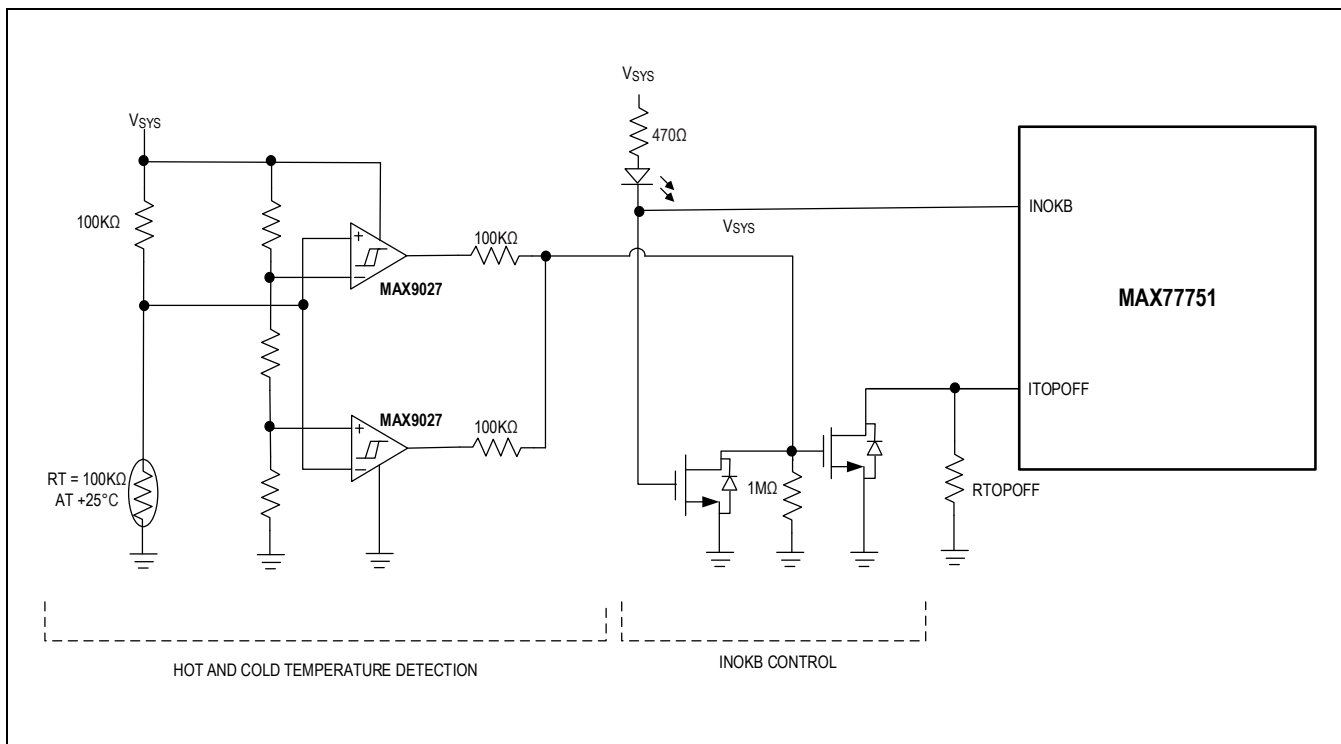 VSYS
470Ω
VSYS
100KΩ
INOKB
VSYS
100KΩ
MAX9027
MAX77751
MAX9027
ITOPOFF
100KΩ
RT = 100KΩ
AT +25°C
1MΩ
RTOPOFF
HOT AND COLD TEMPERATURE DETECTION
INOKB CONTROL